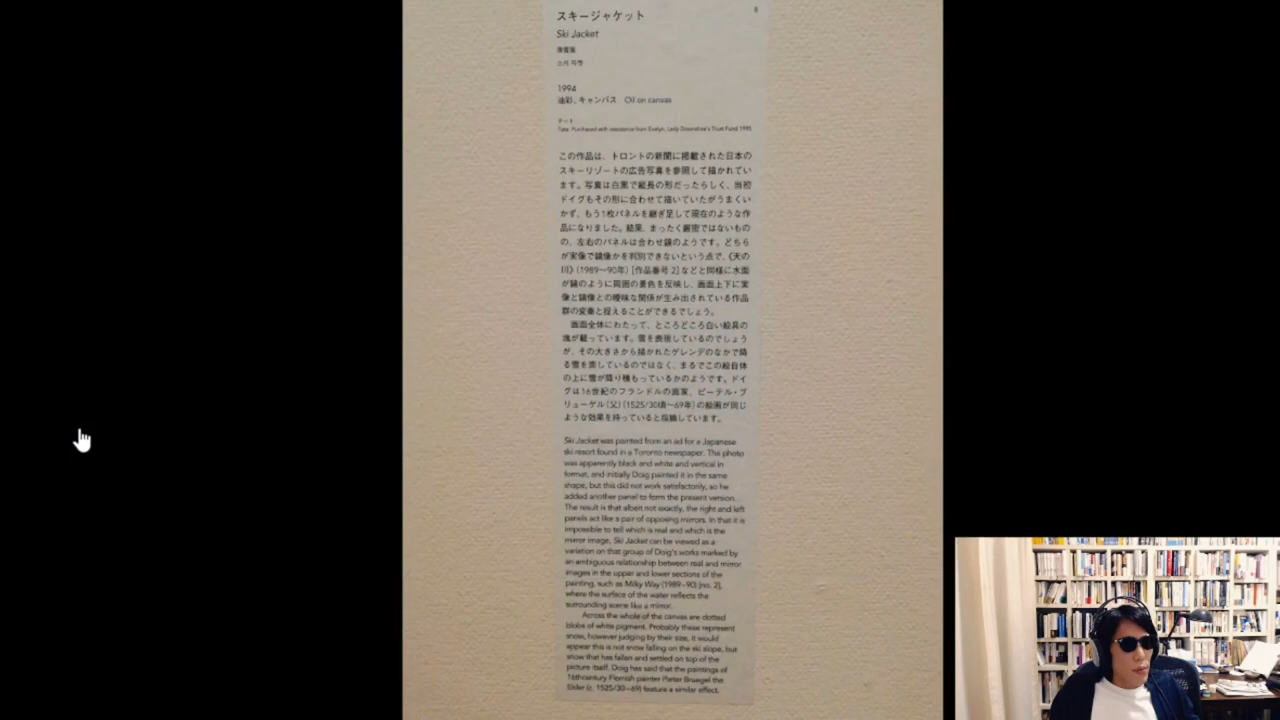 スキージャケット
8
Ski Jacket
1994
油彩、キャンバス Oil on canvas
テート
Tate: Purchased with assistance from Evelyn, Lady Downshire's Trust Fund 1995
この作品は、トロントの新聞に掲載された日本の
スキーリゾートの広告写真を参照して描かれてい
ます。写真は白黒で縦長の形だったらしく、当初
ドイグもその形に合わせて描いていたがうまくい
かず、もう1枚パネルを継ぎ足して現在のような作
品になりました。結果、まったく厳密ではないもの
の、左右のパネルは合わせ鏡のようです。どちら
が実像で鏡像かを判別できないという点で、《天の
川》(1989〜90年)[作品番号 2]などと同様に水面
が鏡のように周囲の景色を反映し、画面上下に実
像と鏡像との曖昧な関係が生み出されている作品
群の変奏と捉えることができるでしょう。
画面全体にわたって、ところどころ白い絵具の
塊が載っています。雪を表現しているのでしょう
が、その大きさから描かれたゲレンデのなかで降
る雪を表しているのではなく、まるでこの絵自体
の上に雪が降り積もっているかのようです。ドイ
グは16世紀のフランドルの画家、ピーテル・ブ
リューゲル(父)(1525/30頃〜69年)の絵画が同じ
ような効果を持っていると指摘しています。
Ski Jacket was painted from an ad for a Japanese
ski resort found in a Toronto newspaper. The photo
was apparently black and white and vertical in
format, and initially Doig painted it in the same
shape, but this did not work satisfactorily, so he
added another panel to form the present version.
The result is that albeit not exactly, the right and left
panels act like a pair of opposing mirrors. In that it is
impossible to tell which is real and which is the
mirror image, Ski Jacket can be viewed as a
variation on that group of Doig's works marked by
an ambiguous relationship between real and mirror
images in the upper and lower sections of the
painting, such as Milky Way (1989–90) [no. 2],
where the surface of the water reflects the
surrounding scene like a mirror.
Across the whole of the canvas are dotted
blobs of white pigment. Probably these represent
snow, however judging by their size, it would
appear this is not snow falling on the ski slope, but
snow that has fallen and settled on top of the
picture itself. Doig has said that the paintings of
16thcentury Flemish painter Pieter Bruegel the
Elder (c. 1525/30–69) feature a similar effect.